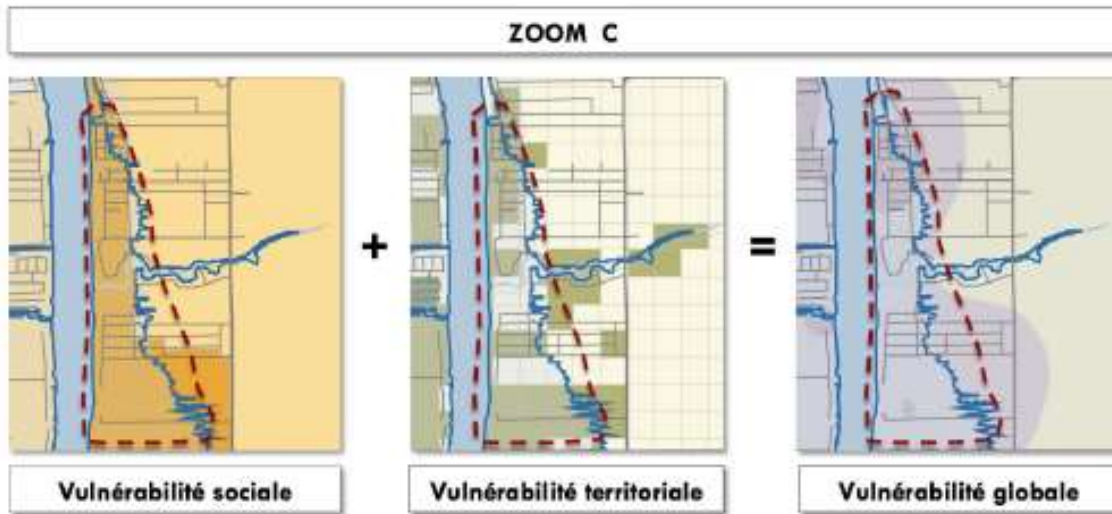 ZOOM C
+
=
Vulnérabilité sociale
Vulnérabilité territoriale
Vulnérabilité globale